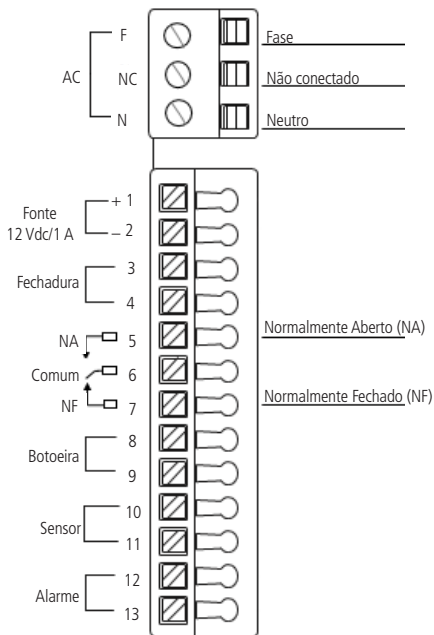 F
Fase
AC
NC
Não conectado
N
Neutro
Fonte
12 Vdc/1 A
+ 1
– 2
Fechadura
3
4
NA
5
Normalmente Aberto (NA)
Comum
6
NF
7
Normalmente Fechado (NF)
Botoeira
8
9
Sensor
10
11
Alarme
12
13